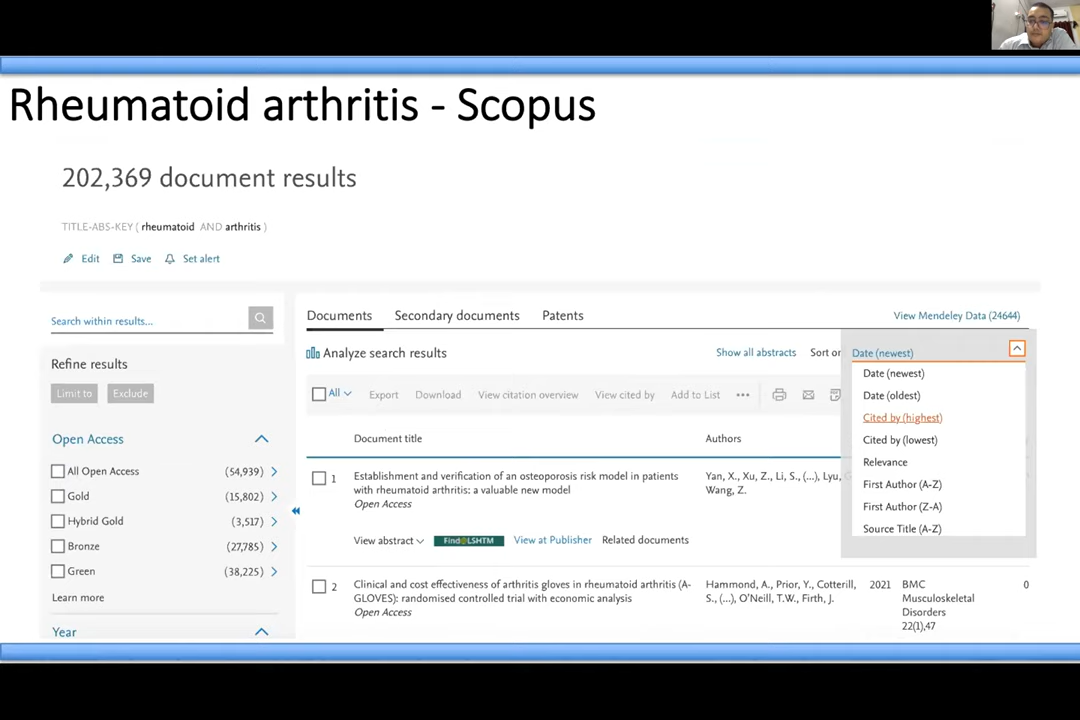 Rheumatoid arthritis - Scopus
202,369 document results
TITLE-ABS-KEY ( rheumatoid AND arthritis )
Edit Save Set alert
Search within results...
Documents Secondary documents Patents View Mendeley Data (24644)
Refine results
Analyze search results Show all abstracts Sort on Date (newest)
Limit to Exclude
All Export Download View citation overview View cited by Add to List •••
Date (newest)
Date (oldest)
Cited by (highest)
Cited by (lowest)
Relevance
First Author (A-Z)
First Author (Z-A)
Source Title (A-Z)
Open Access
All Open Access (54,939)
Gold (15,802)
Hybrid Gold (3,517)
Bronze (27,785)
Green (38,225)
Learn more
Year
Document title Authors
1 Establishment and verification of an osteoporosis risk model in patients
with rheumatoid arthritis: a valuable new model
Open Access
Yan, X., Xu, Z., Li, S., (...), Lyu,
Wang, Z.
View abstract Find@LSHTM View at Publisher Related documents
2 Clinical and cost effectiveness of arthritis gloves in rheumatoid arthritis (A-
GLOVES): randomised controlled trial with economic analysis
Open Access
Hammond, A., Prior, Y., Cotterill,
S., (...), O'Neill, T.W., Firth, J.
2021
BMC
Musculoskeletal
Disorders
22(1),47
0